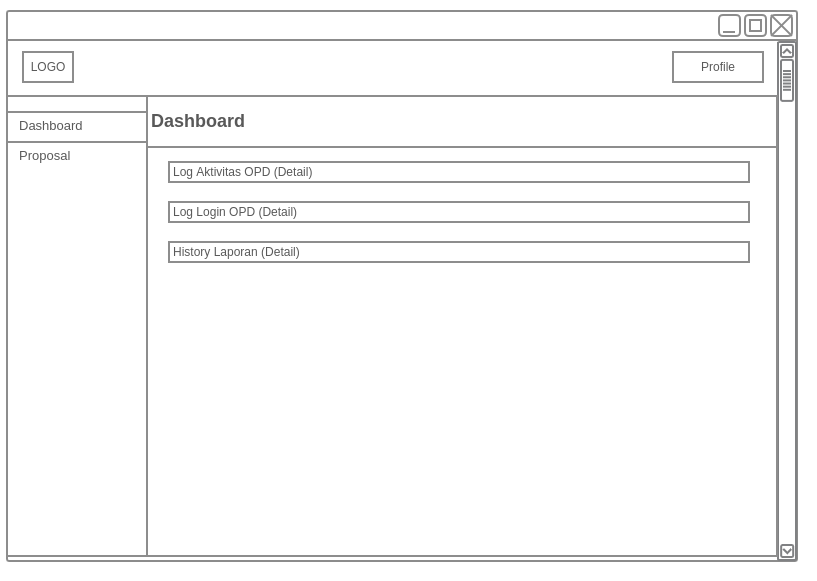 LOGO
Profile
Dashboard
Proposal
Dashboard
Log Aktivitas OPD (Detail)
Log Login OPD (Detail)
History Laporan (Detail)